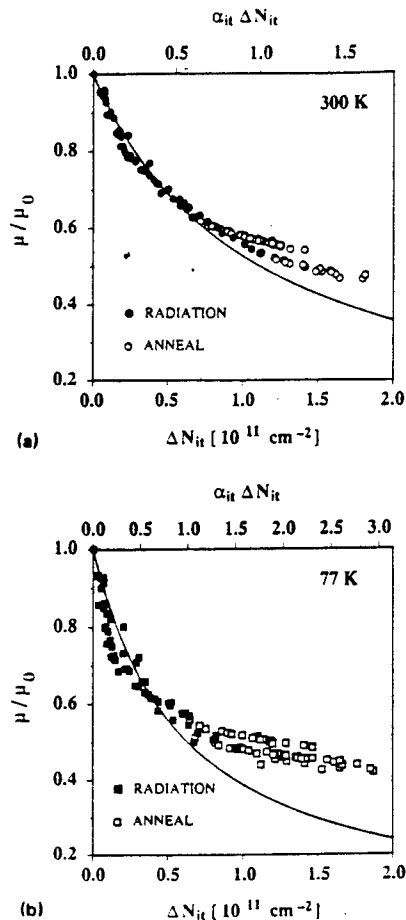 α_it ΔN_it
0.0 0.5 1.0 1.5
1.0
0.8
0.6
0.4
0.2
μ/μ₀
300 K
● RADIATION
○ ANNEAL
0.0 0.5 1.0 1.5 2.0
(a)
ΔN_it [10 ¹¹ cm ⁻²]
α_it ΔN_it
0.0 0.5 1.0 1.5 2.0 2.5 3.0
1.0
0.8
0.6
0.4
0.2
μ/μ₀
77 K
■ RADIATION
□ ANNEAL
0.0 0.5 1.0 1.5 2.0
(b)
ΔN_it [10 ¹¹ cm ⁻²]